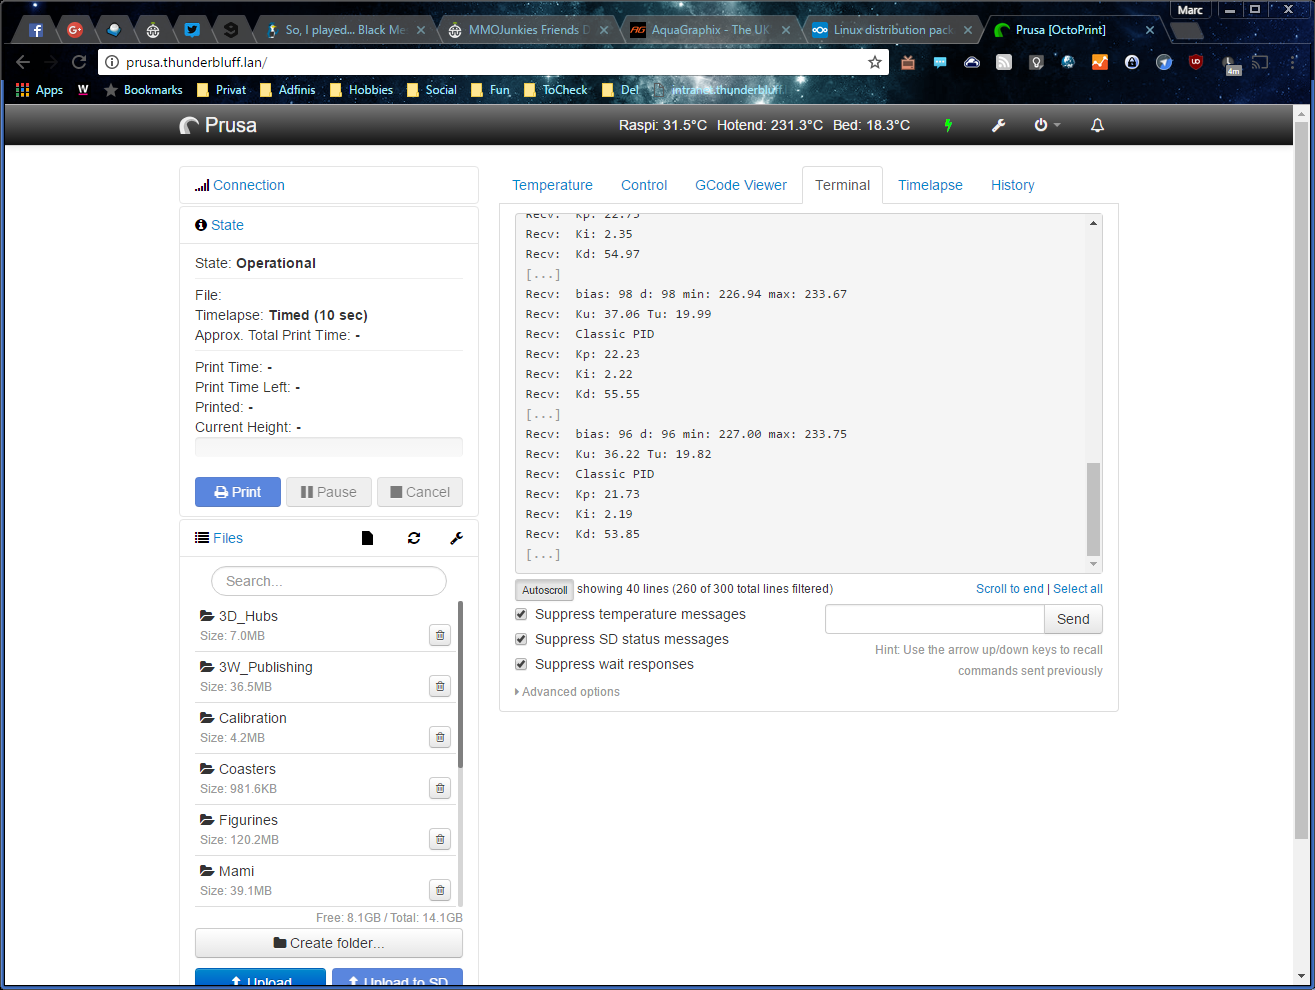 Marc
So, I played... Black Me
MMOJunkies Friends D
AquaGraphix - The UK
Linux distribution pack
Prusa [OctoPrint]
prusa.thunderbluff.lan/
4m
Apps
Bookmarks
Privat
Adfinis
Hobbies
Social
Fun
ToCheck
Del
intranet.thunderbluff.
Prusa
Raspi: 31.5°C Hotend: 231.3°C Bed: 18.3°C
Connection
State
State: Operational
File:
Timelapse: Timed (10 sec)
Approx. Total Print Time: -
Print Time: -
Print Time Left: -
Printed: -
Current Height: -
Print
Pause
Cancel
Files
Search...
3D_Hubs
Size: 7.0MB
3W_Publishing
Size: 36.5MB
Calibration
Size: 4.2MB
Coasters
Size: 981.6KB
Figurines
Size: 120.2MB
Mami
Size: 39.1MB
Free: 8.1GB / Total: 14.1GB
Create folder...
Upload
Upload to SD
Temperature
Control
GCode Viewer
Terminal
Timelapse
History
Recv: Kp: 22.75
Recv: Ki: 2.35
Recv: Kd: 54.97
[...]
Recv: bias: 98 d: 98 min: 226.94 max: 233.67
Recv: Ku: 37.06 Tu: 19.99
Recv: Classic PID
Recv: Kp: 22.23
Recv: Ki: 2.22
Recv: Kd: 55.55
[...]
Recv: bias: 96 d: 96 min: 227.00 max: 233.75
Recv: Ku: 36.22 Tu: 19.82
Recv: Classic PID
Recv: Kp: 21.73
Recv: Ki: 2.19
Recv: Kd: 53.85
[...]
Autoscroll showing 40 lines (260 of 300 total lines filtered)
Scroll to end | Select all
Suppress temperature messages
Suppress SD status messages
Suppress wait responses
Advanced options
Send
Hint: Use the arrow up/down keys to recall
commands sent previously